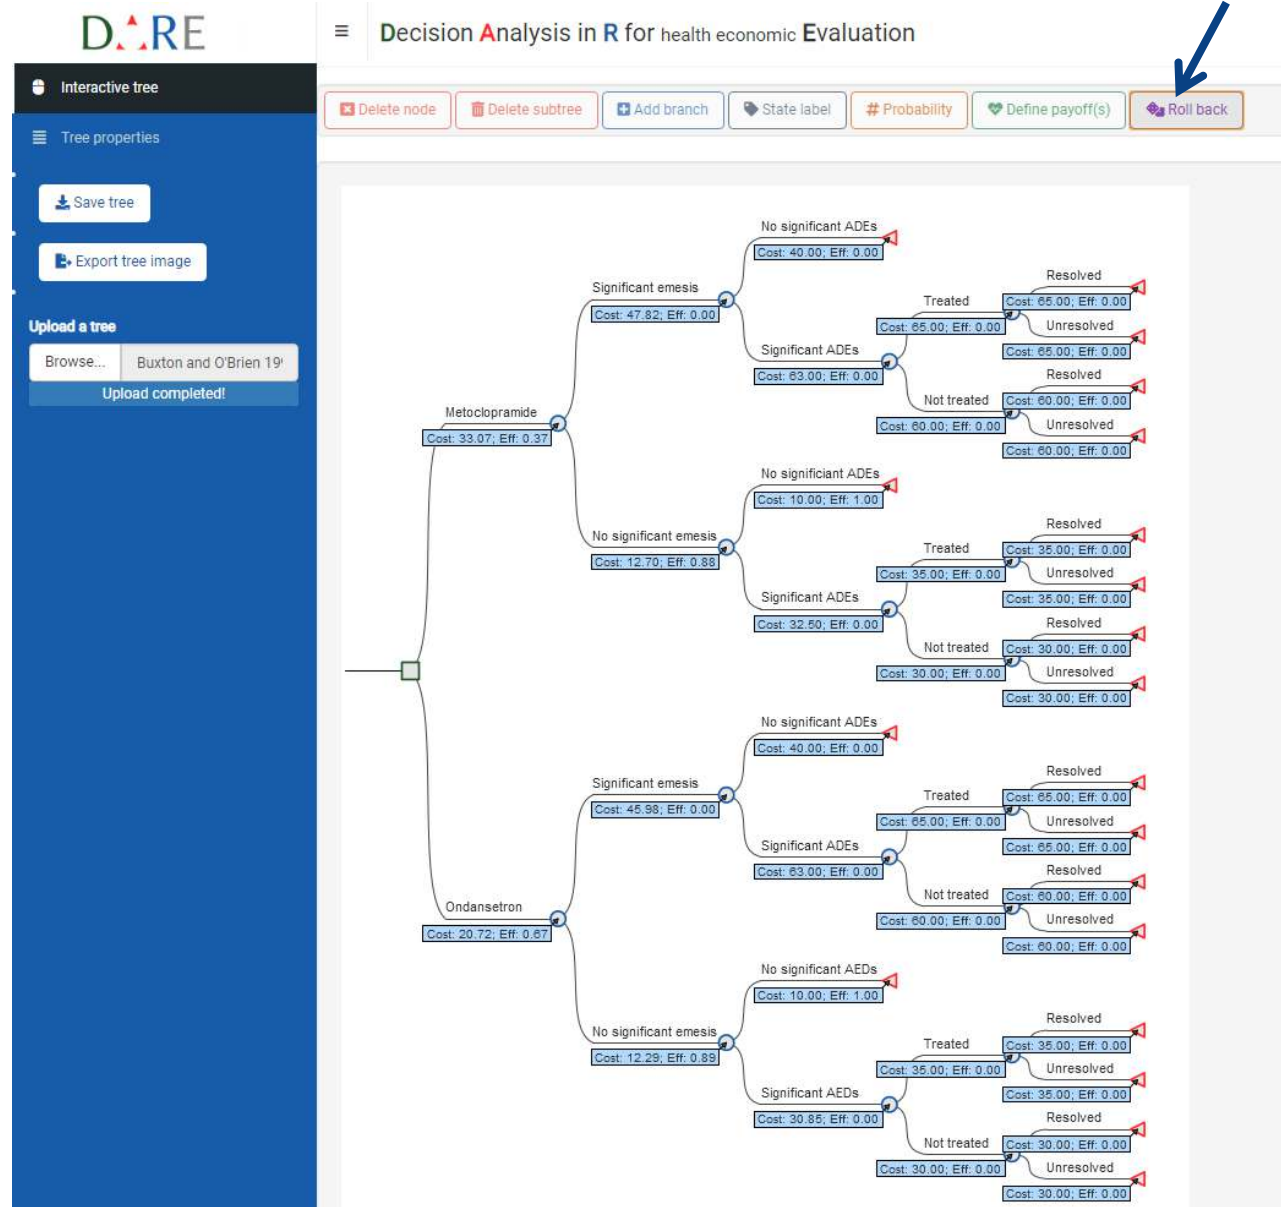 D.▲.RE
≡ Decision Analysis in R for health economic Evaluation
Interactive tree
Tree properties
Save tree
Export tree image
Upload a tree
Browse... Buxton and O'Brien 19
Upload completed!
Delete node Delete subtree Add branch State label # Probability Define payoff(s) Roll back
No significant ADEs
Cost: 40.00; Eff: 0.00
Resolved
Significant emesis
Treated
Cost: 65.00; Eff: 0.00
Cost: 47.82; Eff: 0.00
Cost: 65.00; Eff: 0.00
Unresolved
Significant ADEs
Cost: 65.00; Eff: 0.00
Cost: 63.00; Eff: 0.00
Resolved
Not treated
Cost: 60.00; Eff: 0.00
Metoclopramide
Cost: 60.00; Eff: 0.00
Unresolved
Cost: 33.07; Eff: 0.37
Cost: 60.00; Eff: 0.00
No significiant ADEs
Cost: 10.00; Eff: 1.00
Resolved
No significant emesis
Treated
Cost: 35.00; Eff: 0.00
Cost: 12.70; Eff: 0.88
Cost: 35.00; Eff: 0.00
Unresolved
Significant ADEs
Cost: 35.00; Eff: 0.00
Cost: 32.50; Eff: 0.00
Resolved
Not treated
Cost: 30.00; Eff: 0.00
Cost: 30.00; Eff: 0.00
Unresolved
Cost: 30.00; Eff: 0.00
No significant ADEs
Cost: 40.00; Eff: 0.00
Resolved
Significant emesis
Treated
Cost: 65.00; Eff: 0.00
Cost: 45.98; Eff: 0.00
Cost: 65.00; Eff: 0.00
Unresolved
Significant ADEs
Cost: 65.00; Eff: 0.00
Cost: 63.00; Eff: 0.00
Resolved
Not treated
Cost: 60.00; Eff: 0.00
Ondansetron
Cost: 60.00; Eff: 0.00
Unresolved
Cost: 20.72; Eff: 0.67
Cost: 60.00; Eff: 0.00
No significant AEDs
Cost: 10.00; Eff: 1.00
Resolved
No significant emesis
Treated
Cost: 35.00; Eff: 0.00
Cost: 12.29; Eff: 0.89
Cost: 35.00; Eff: 0.00
Unresolved
Significant AEDs
Cost: 35.00; Eff: 0.00
Cost: 30.85; Eff: 0.00
Resolved
Not treated
Cost: 30.00; Eff: 0.00
Cost: 30.00; Eff: 0.00
Unresolved
Cost: 30.00; Eff: 0.00